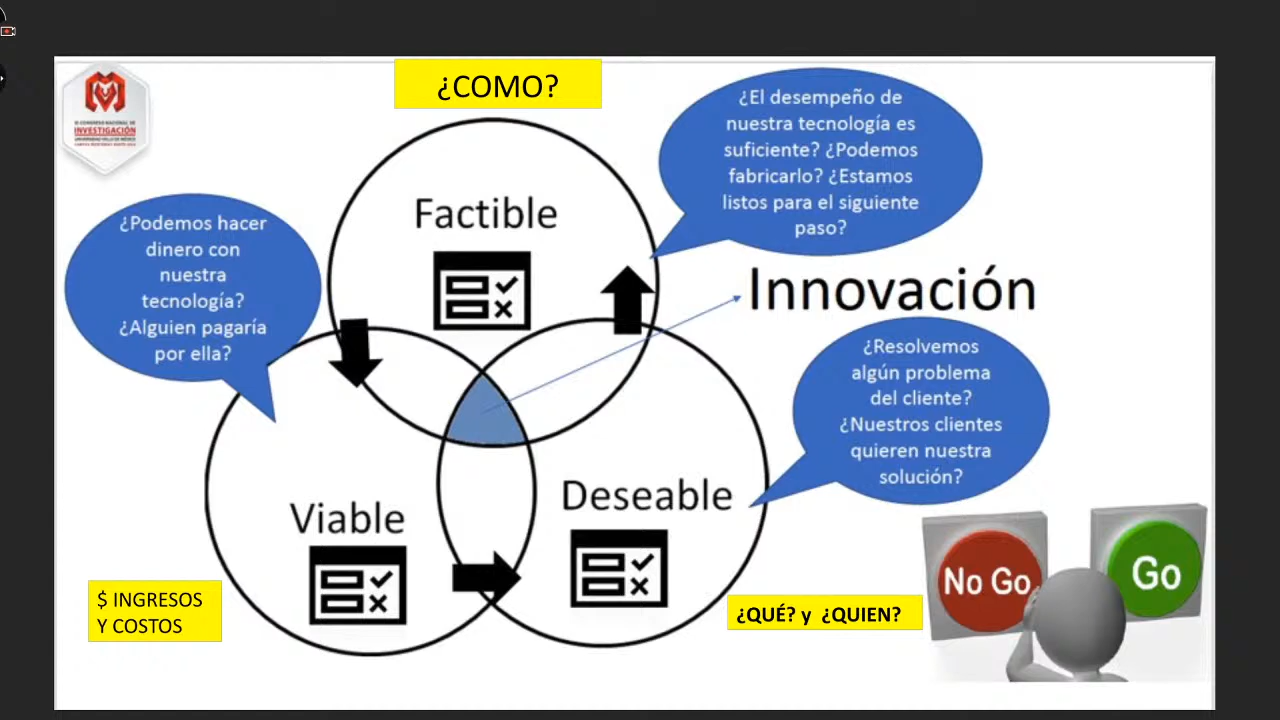 ¿COMO?
¿El desempeño de
nuestra tecnología es
suficiente? ¿Podemos
fabricarlo? ¿Estamos
listos para el siguiente
paso?
INVESTIGACIÓN
Factible
¿Podemos hacer
dinero con
nuestra
tecnología?
¿Alguien pagaría
por ella?
Innovación
¿Resolvemos
algún problema
del cliente?
¿Nuestros clientes
quieren nuestra
solución?
Viable
Deseable
$ INGRESOS
Y COSTOS
¿QUÉ? y ¿QUIEN?
No Go
Go